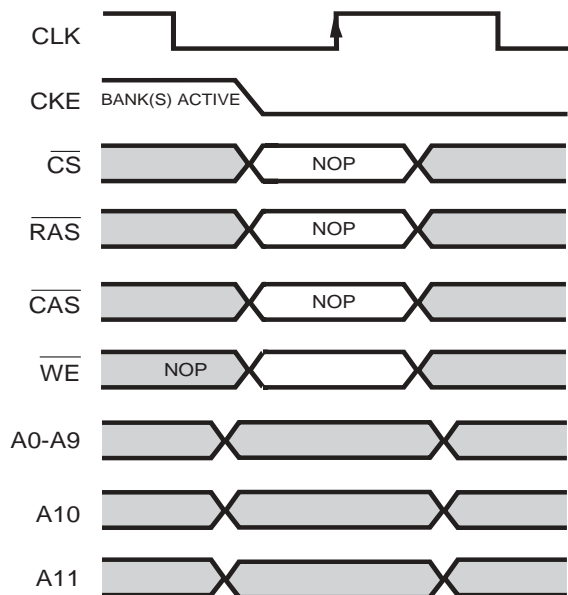 CLK
CKE BANK(S) ACTIVE
CS NOP
RAS NOP
CAS NOP
WE NOP
A0-A9
A10
A11